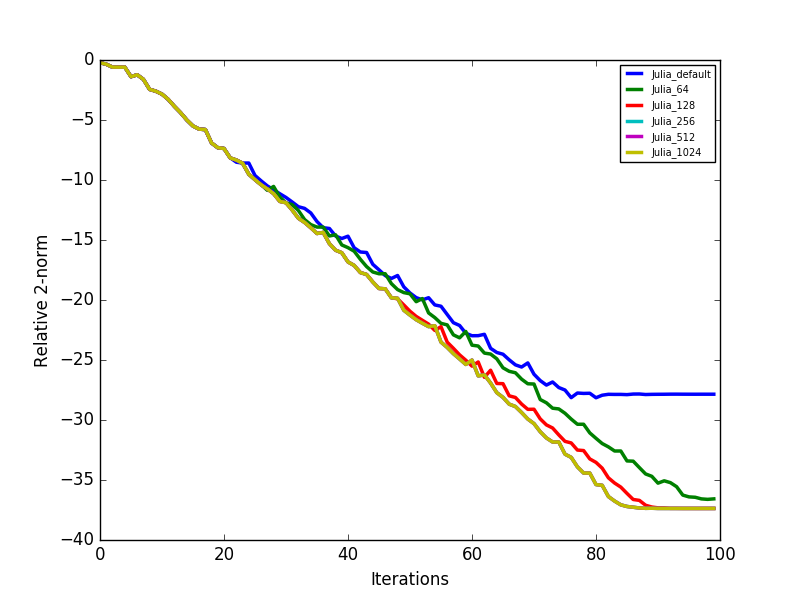 0
−5
−10
−15
−20
−25
−30
−35
−40
Relative 2-norm
0
20
40
60
80
100
Iterations
Julia_default
Julia_64
Julia_128
Julia_256
Julia_512
Julia_1024